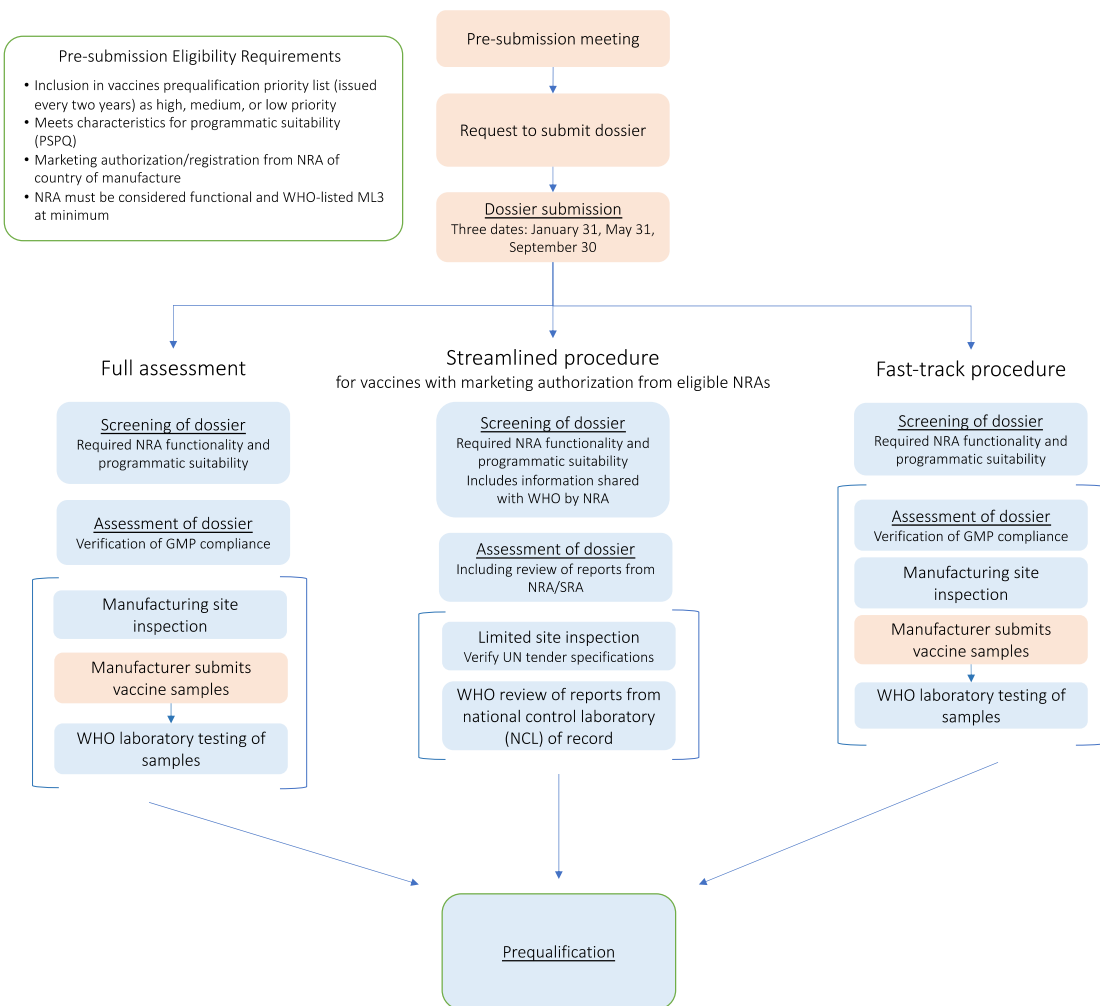 Pre-submission meeting
Pre-submission Eligibility Requirements
• Inclusion in vaccines prequalification priority list (issued
every two years) as high, medium, or low priority
• Meets characteristics for programmatic suitability
(PSPQ)
• Marketing authorization/registration from NRA of
country of manufacture
• NRA must be considered functional and WHO-listed ML3
at minimum
Request to submit dossier
Dossier submission
Three dates: January 31, May 31,
September 30
Full assessment
Screening of dossier
Required NRA functionality and
programmatic suitability
Assessment of dossier
Verification of GMP compliance
Manufacturing site
inspection
Manufacturer submits
vaccine samples
WHO laboratory testing of
samples
Streamlined procedure
for vaccines with marketing authorization from eligible NRAs
Screening of dossier
Required NRA functionality and
programmatic suitability
Includes information shared
with WHO by NRA
Assessment of dossier
Including review of reports from
NRA/SRA
Limited site inspection
Verify UN tender specifications
WHO review of reports from
national control laboratory
(NCL) of record
Fast-track procedure
Screening of dossier
Required NRA functionality and
programmatic suitability
Assessment of dossier
Verification of GMP compliance
Manufacturing site
inspection
Manufacturer submits
vaccine samples
WHO laboratory testing of
samples
Prequalification